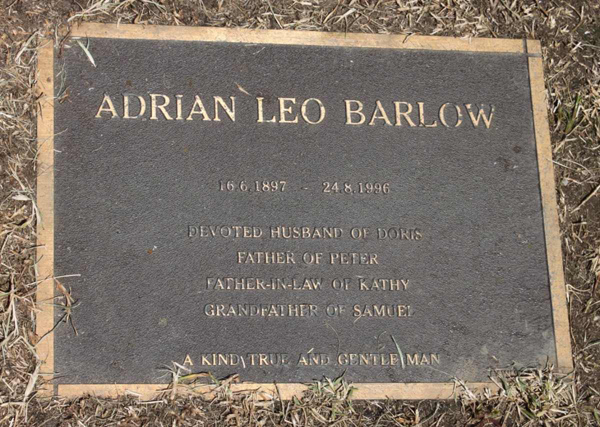 ADRIAN LEO BARLOW
16.6.1897 - 24.8.1996
DEVOTED HUSBAND OF DORIS
FATHER OF PETER
FATHER-IN-LAW OF KATHY
GRANDFATHER OF SAMUEL
A KIND TRUE AND GENTLE MAN